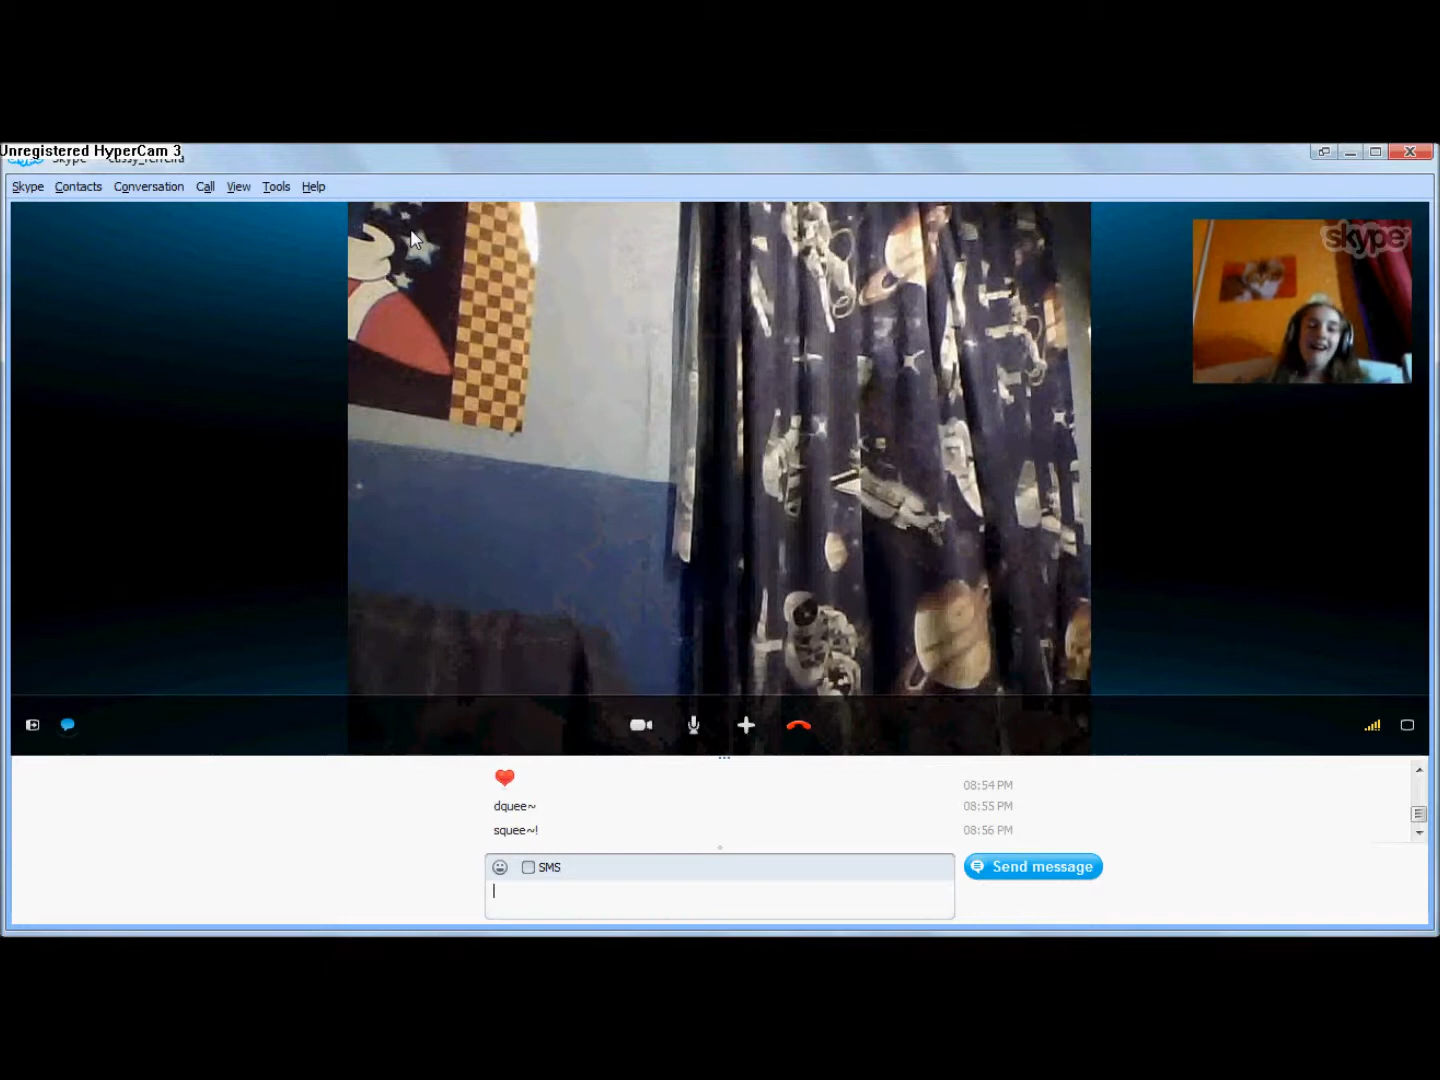 Unregistered HyperCam 3
Skype
Skype Contacts Conversation Call View Tools Help
skype
08:54 PM
dquee~ 08:55 PM
squee~! 08:56 PM
SMS
Send message